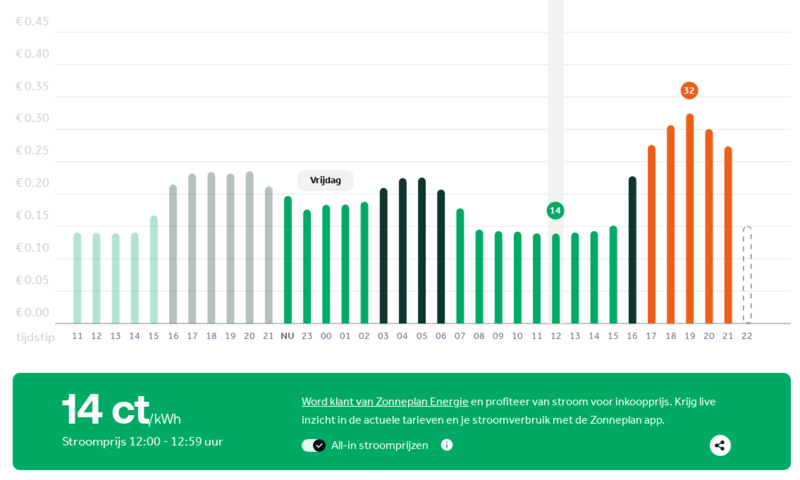 € 0.45
€ 0.40
€ 0.35
€ 0.30
€ 0.25
€ 0.20
€ 0.15
€ 0.10
€ 0.05
€ 0.00
32
Vrijdag
14
tijdstip 11 12 13 14 15 16 17 18 19 20 21 NU 23 00 01 02 03 04 05 06 07 08 09 10 11 12 13 14 15 16 17 18 19 20 21 22
14 ct/kWh
Stroomprijs 12:00 - 12:59 uur
Word klant van Zonneplan Energie en profiteer van stroom voor inkoopprijs. Krijg live
inzicht in de actuele tarieven en je stroomverbruik met de Zonneplan app.
All-in stroomprijzen i